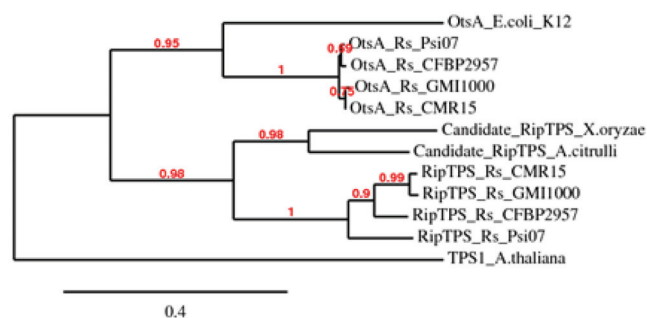 OtsA_E.coli_K12
0.95
OtsA_Rs_Psi07
0.69
OtsA_Rs_CFBP2957
1
OtsA_Rs_GMI1000
0.75
OtsA_Rs_CMR15
Candidate_RipTPS_X.oryzae
0.98
Candidate_RipTPS_A.citrulli
RipTPS_Rs_CMR15
0.98
0.99
RipTPS_Rs_GMI1000
0.9
RipTPS_Rs_CFBP2957
1
RipTPS_Rs_Psi07
TPS1_A.thaliana
0.4